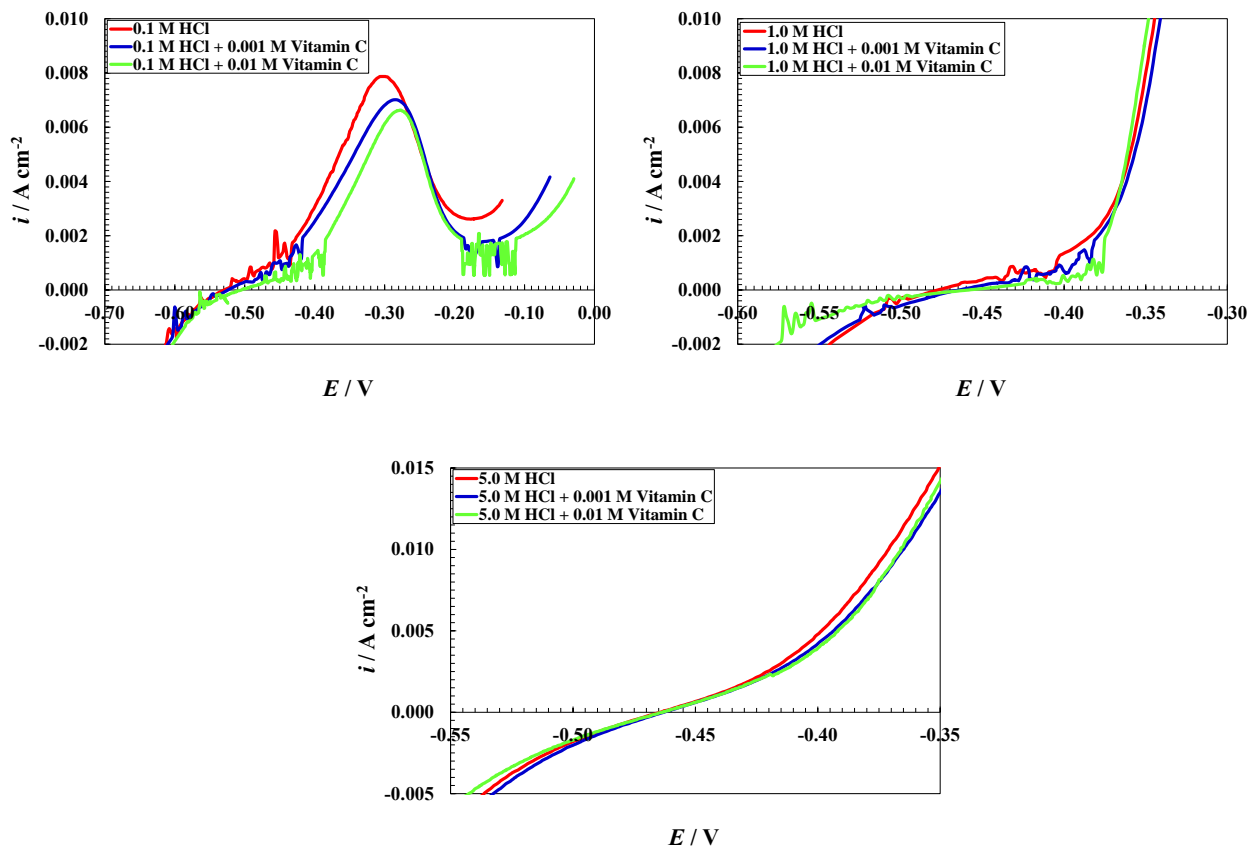 0.010
0.1 M HCl
0.1 M HCl + 0.001 M Vitamin C
0.1 M HCl + 0.01 M Vitamin C
0.008
0.006
0.004
0.002
0.000
-0.002
i / A cm-2
-0.70 -0.60 -0.50 -0.40 -0.30 -0.20 -0.10 0.00
E / V
0.010
1.0 M HCl
1.0 M HCl + 0.001 M Vitamin C
1.0 M HCl + 0.01 M Vitamin C
0.008
0.006
0.004
0.002
0.000
-0.002
i / A cm-2
-0.60 -0.55 -0.50 -0.45 -0.40 -0.35 -0.30
E / V
0.015
5.0 M HCl
5.0 M HCl + 0.001 M Vitamin C
5.0 M HCl + 0.01 M Vitamin C
0.010
0.005
0.000
-0.005
i / A cm-2
-0.55 -0.50 -0.45 -0.40 -0.35
E / V